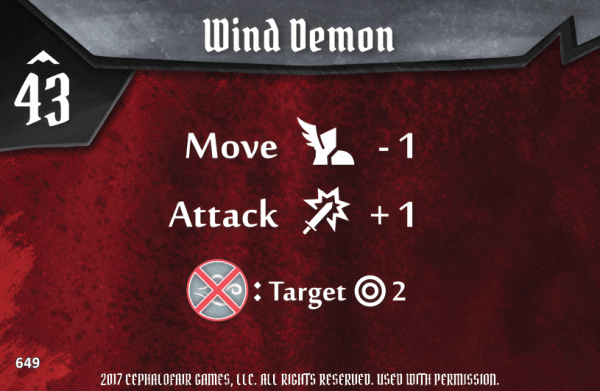 Wind Demon
43
Move - 1
Attack + 1
: Target 2
649
2017 CEPHALOFAIR GAMES, LLC. ALL RIGHTS RESERVED. USED WITH PERMISSION.